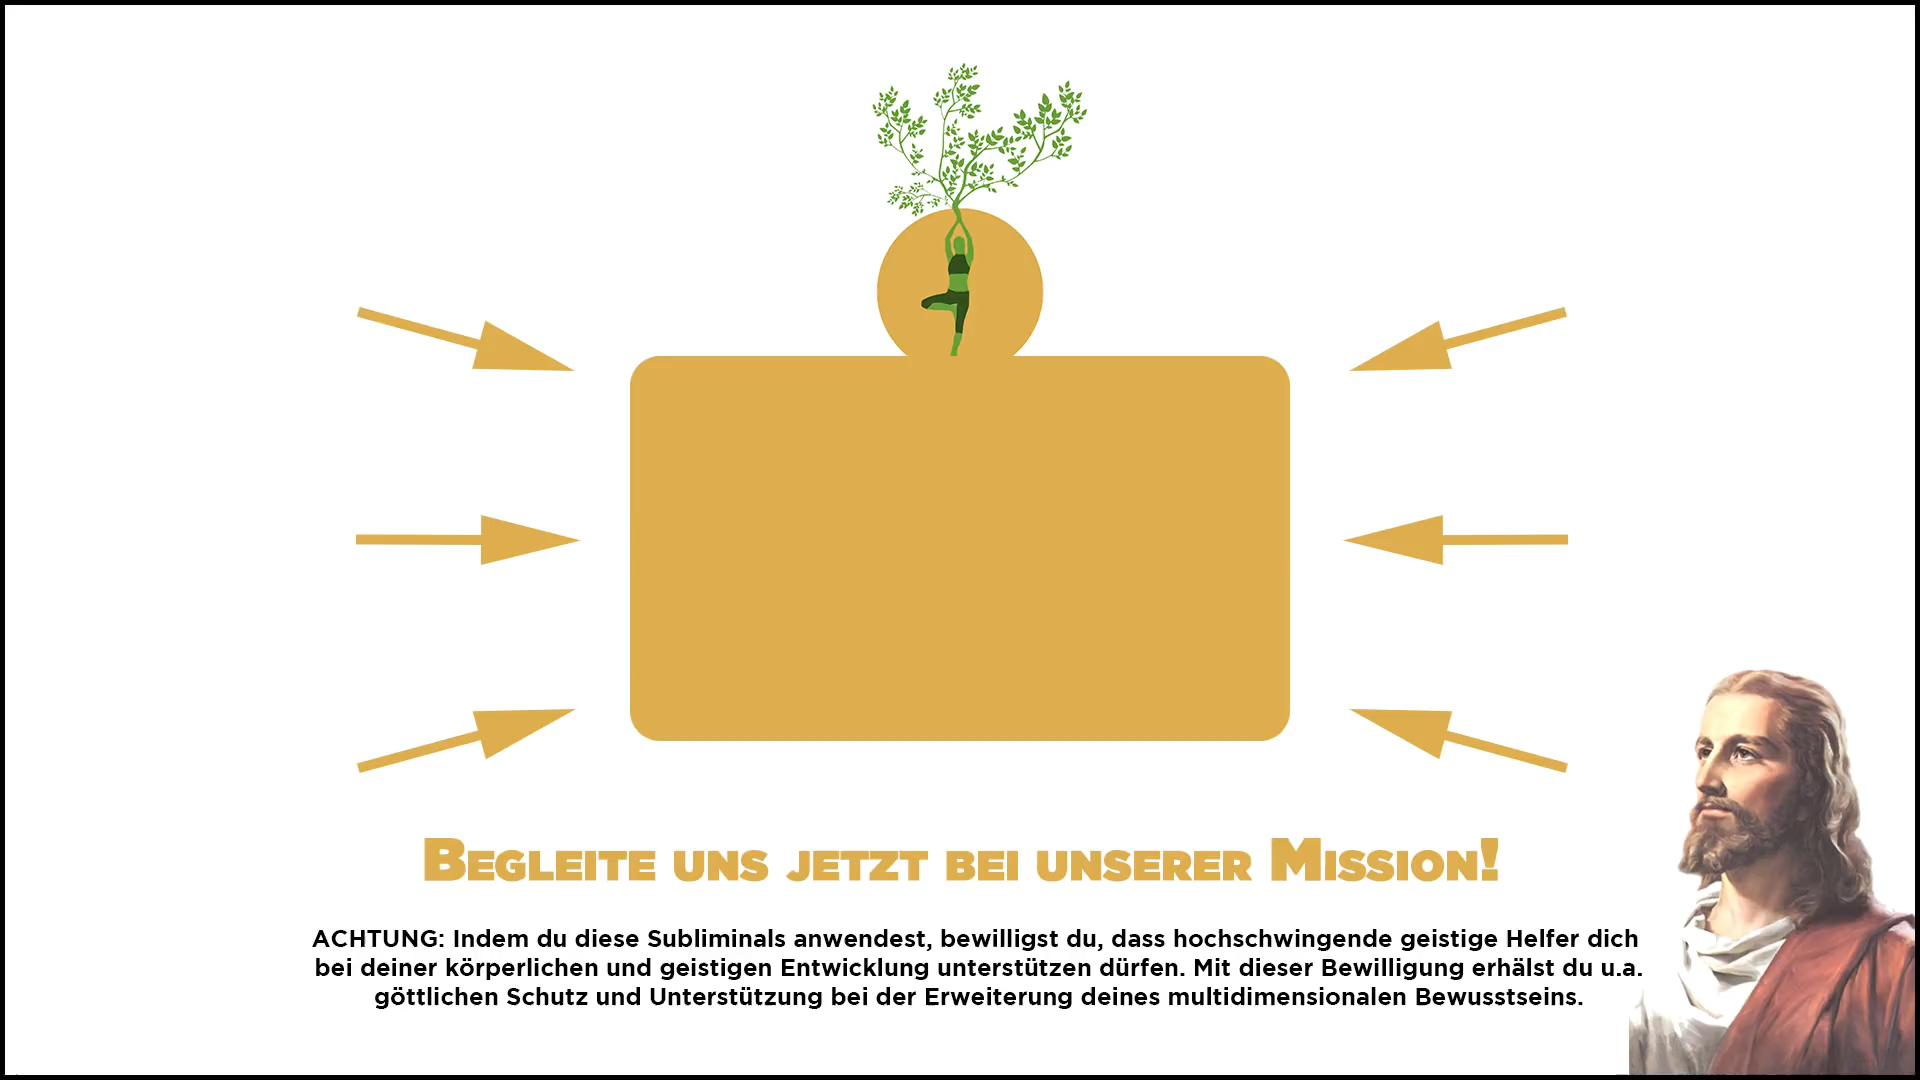 Begleite uns jetzt bei unserer Mission!
ACHTUNG: Indem du diese Subliminals anwendest, bewilligst du, dass hochschwingende geistige Helfer dich
bei deiner körperlichen und geistigen Entwicklung unterstützen dürfen. Mit dieser Bewilligung erhälst du u.a.
göttlichen Schutz und Unterstützung bei der Erweiterung deines multidimensionalen Bewusstseins.